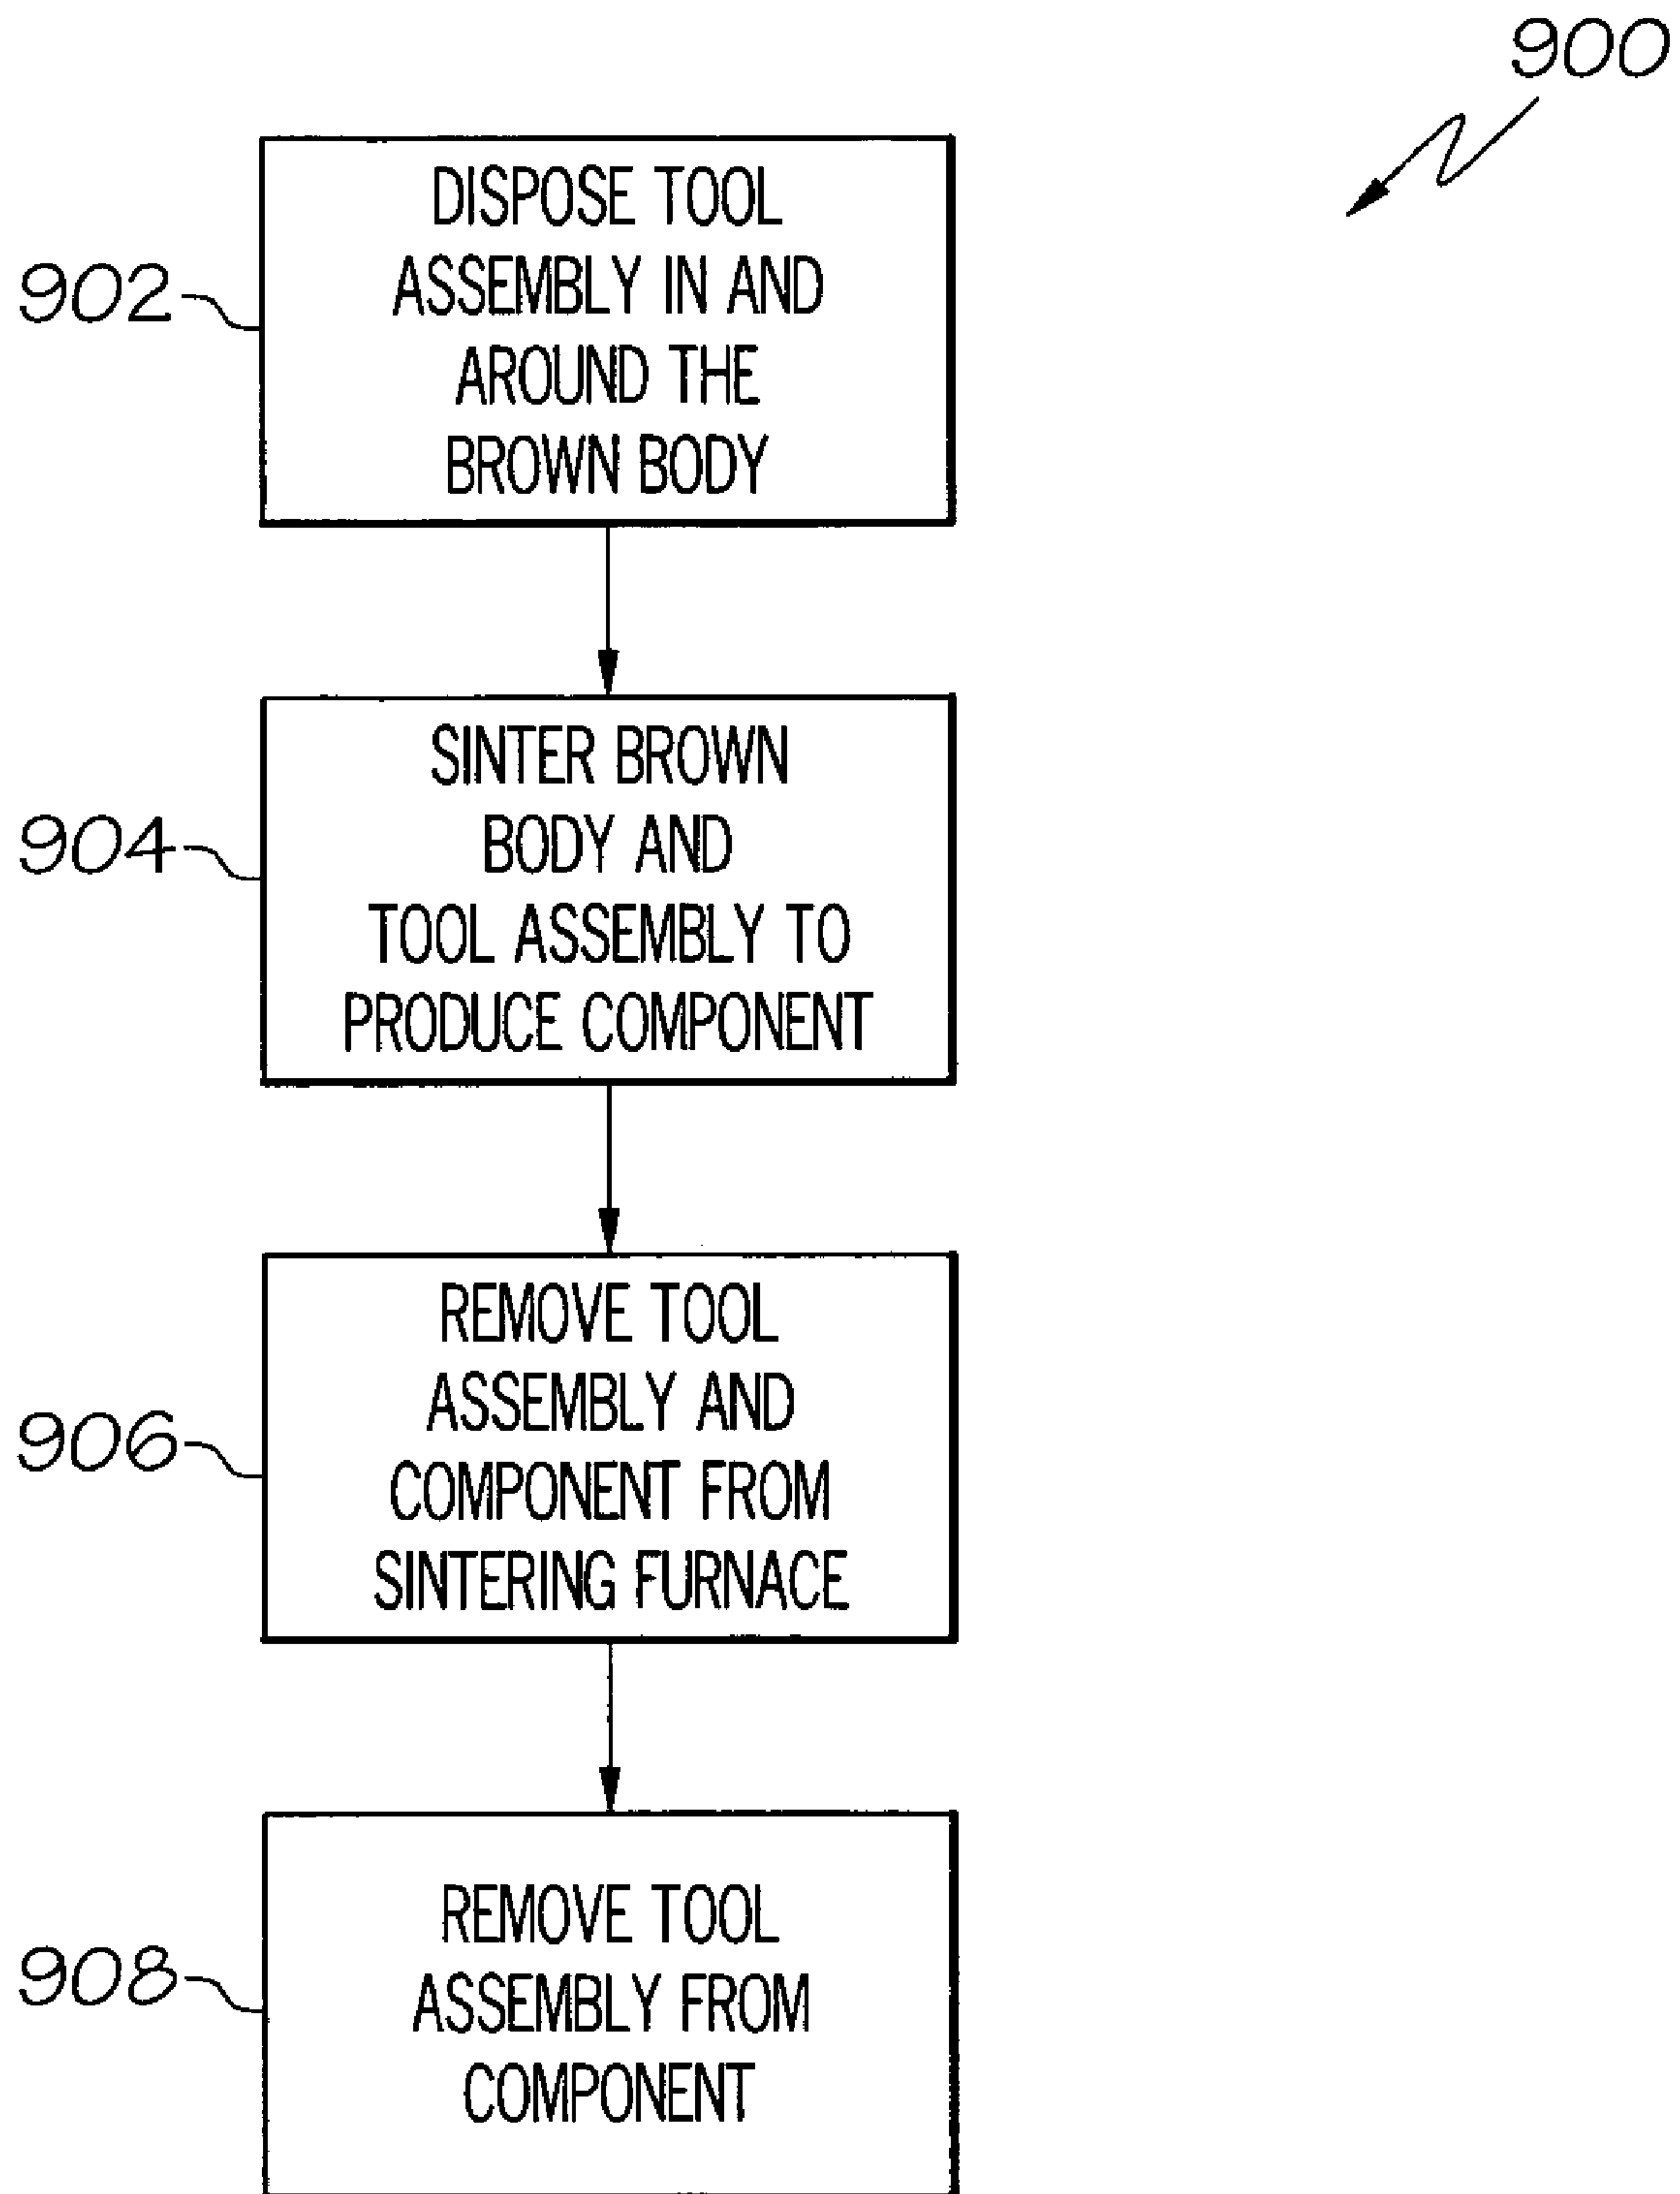 900
902
DISPOSE TOOL
ASSEMBLY IN AND
AROUND THE
BROWN BODY
904
SINTER BROWN
BODY AND
TOOL ASSEMBLY TO
PRODUCE COMPONENT
906
REMOVE TOOL
ASSEMBLY AND
COMPONENT FROM
SINTERING FURNACE
908
REMOVE TOOL
ASSEMBLY FROM
COMPONENT